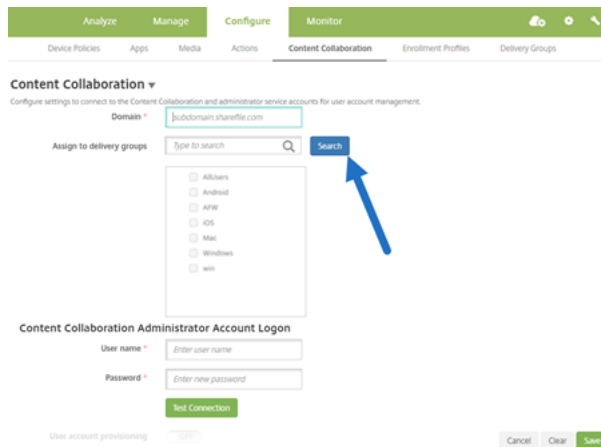 Analyze Manage Configure Monitor
Device Policies Apps Media Actions Content Collaboration Enrollment Profiles Delivery Groups
Content Collaboration
Configure settings to connect to the Content Collaboration and administrator service accounts for user account management.
Domain * subdomain.sharefile.com
Assign to delivery groups Type to search Search
AllUsers
Android
AFW
iOS
Mac
Windows
win
Content Collaboration Administrator Account Logon
User name * Enter user name
Password * Enter new password
Test Connection
User account provisioning OFF
Cancel Clear Save